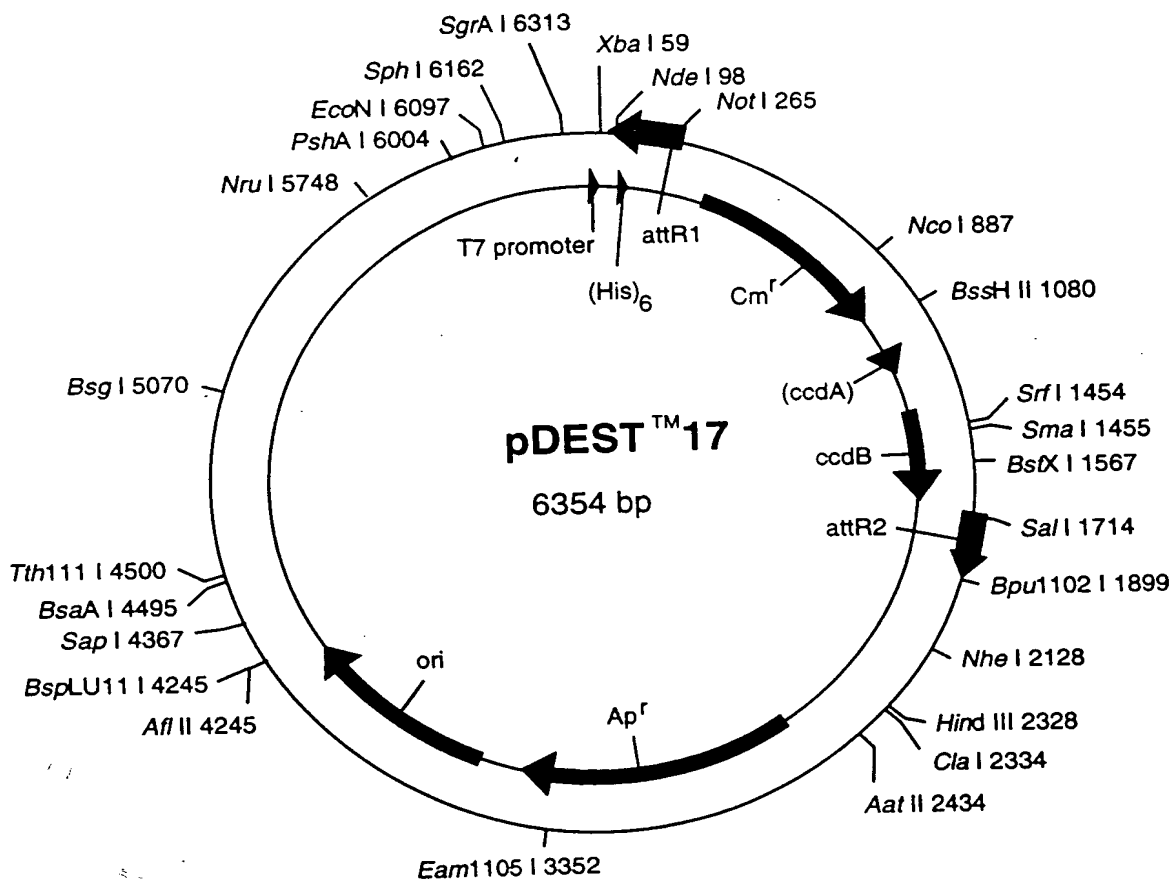 SgrA I 6313
Xba I 59
Sph I 6162
Nde I 98
EcoN I 6097
Not I 265
PshA I 6004
Nru I 5748
T7 promoter
attR1
(His)6
Cmr
Nco I 887
BssH II 1080
Bsg I 5070
(ccdA)
Srf I 1454
Sma I 1455
pDEST™17
ccdB
BstX I 1567
6354 bp
attR2
Sal I 1714
Tth111 I 4500
Bpu1102 I 1899
BsaA I 4495
Sap I 4367
ori
Nhe I 2128
BspLU11 I 4245
Apr
Afl II 4245
Hind III 2328
Cla I 2334
Aat II 2434
Eam1105 I 3352